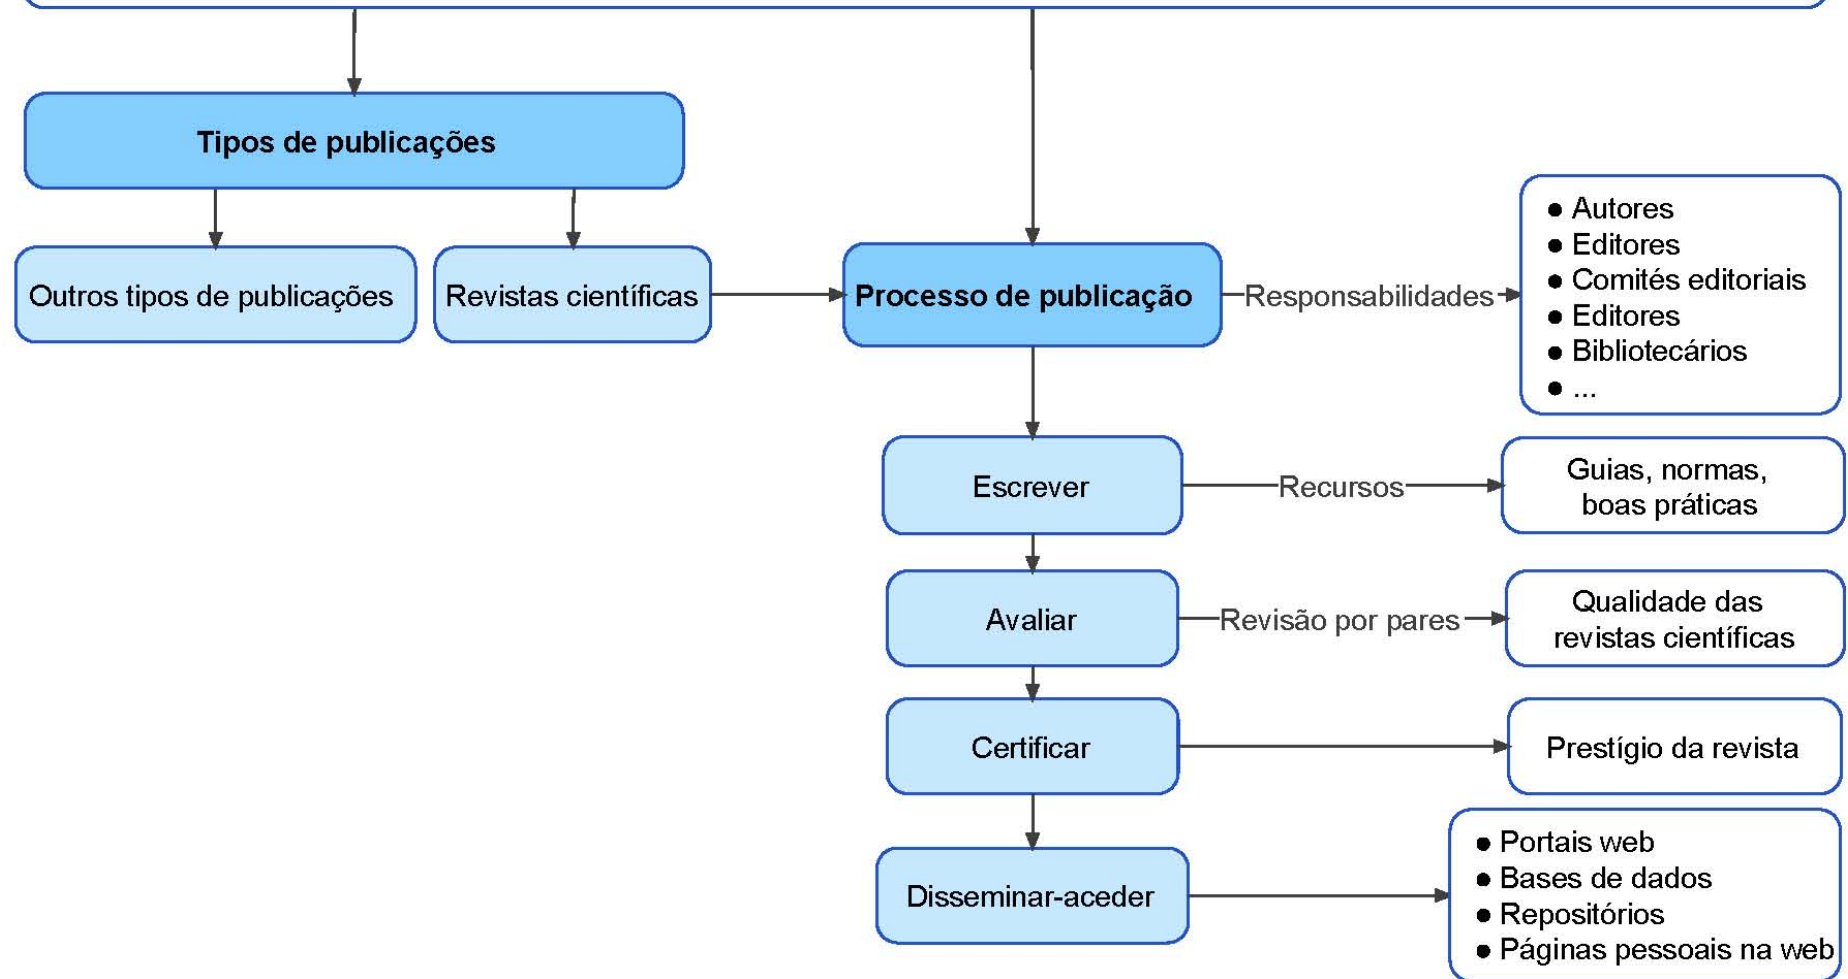 Tipos de publicações
Outros tipos de publicações
Revistas científicas
Processo de publicação
Responsabilidades
● Autores
● Editores
● Comités editoriais
● Editores
● Bibliotecários
● ...
Escrever
Recursos
Guias, normas,
boas práticas
Avaliar
Revisão por pares
Qualidade das
revistas científicas
Certificar
Prestígio da revista
Disseminar-aceder
● Portais web
● Bases de dados
● Repositórios
● Páginas pessoais na web